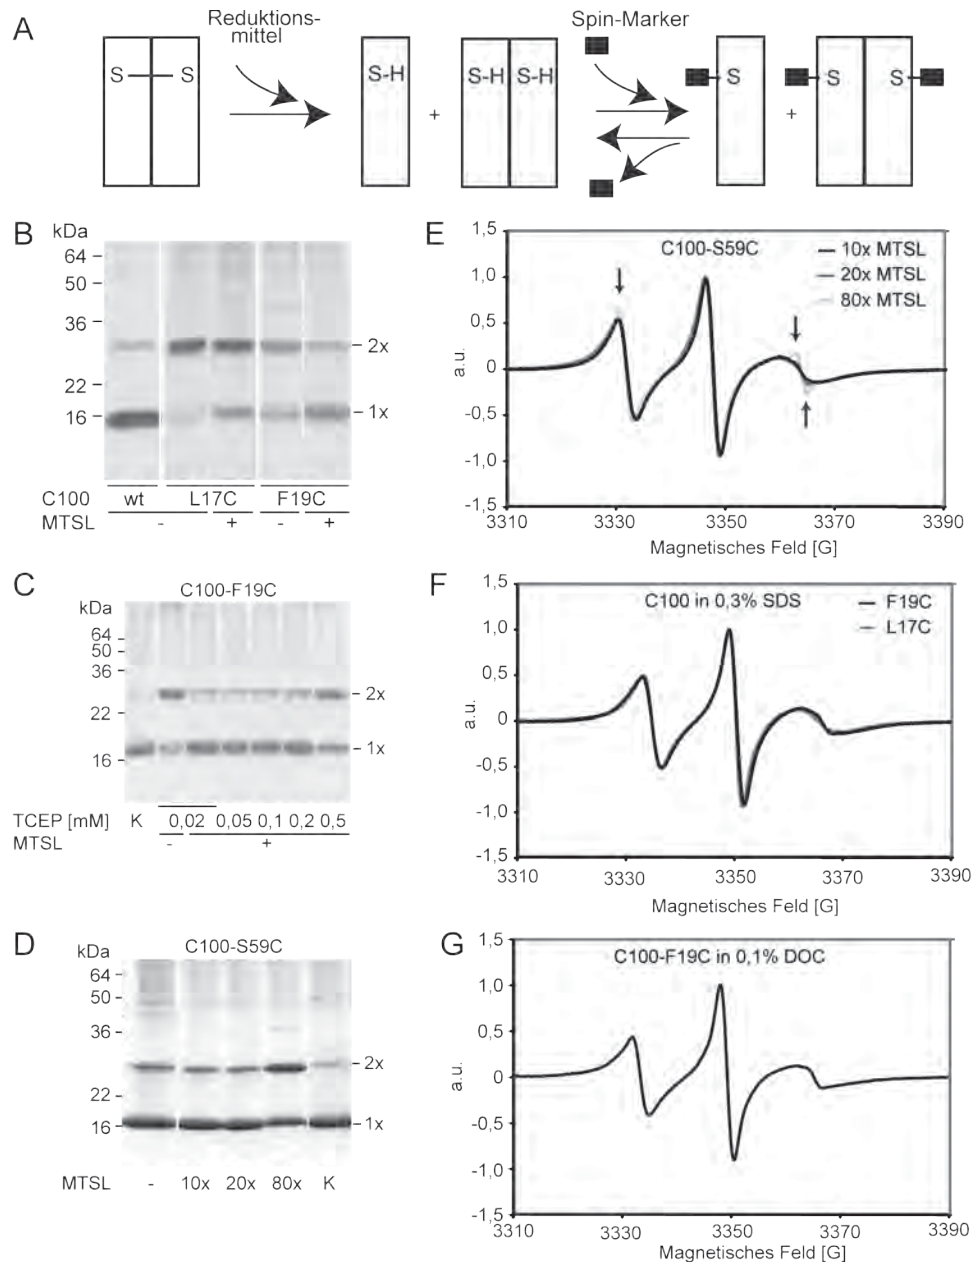 A
Reduktions-
mittel
Spin-Marker
S S
S-H
+
S-H S-H
S
+
S S
B
kDa
64
50
36
22
16
2x
1x
C100 wt L17C F19C
MTSL - + - +
C
C100-F19C
kDa
64
50
36
22
16
2x
1x
TCEP [mM] K 0,02 0,05 0,1 0,2 0,5
MTSL - +
D
C100-S59C
kDa
64
50
36
22
16
2x
1x
MTSL - 10x 20x 80x K
E
C100-S59C
10x MTSL
20x MTSL
80x MTSL
a.u.
1,5
1,0
0,5
0
-0,5
-1,0
-1,5
3310 3330 3350 3370 3390
Magnetisches Feld [G]
F
C100 in 0,3% SDS
F19C
L17C
a.u.
1,5
1,0
0,5
0
-0,5
-1,0
-1,5
3310 3330 3350 3370 3390
Magnetisches Feld [G]
G
C100-F19C in 0,1% DOC
a.u.
1,5
1,0
0,5
0
-0,5
-1,0
-1,5
3310 3330 3350 3370 3390
Magnetisches Feld [G]